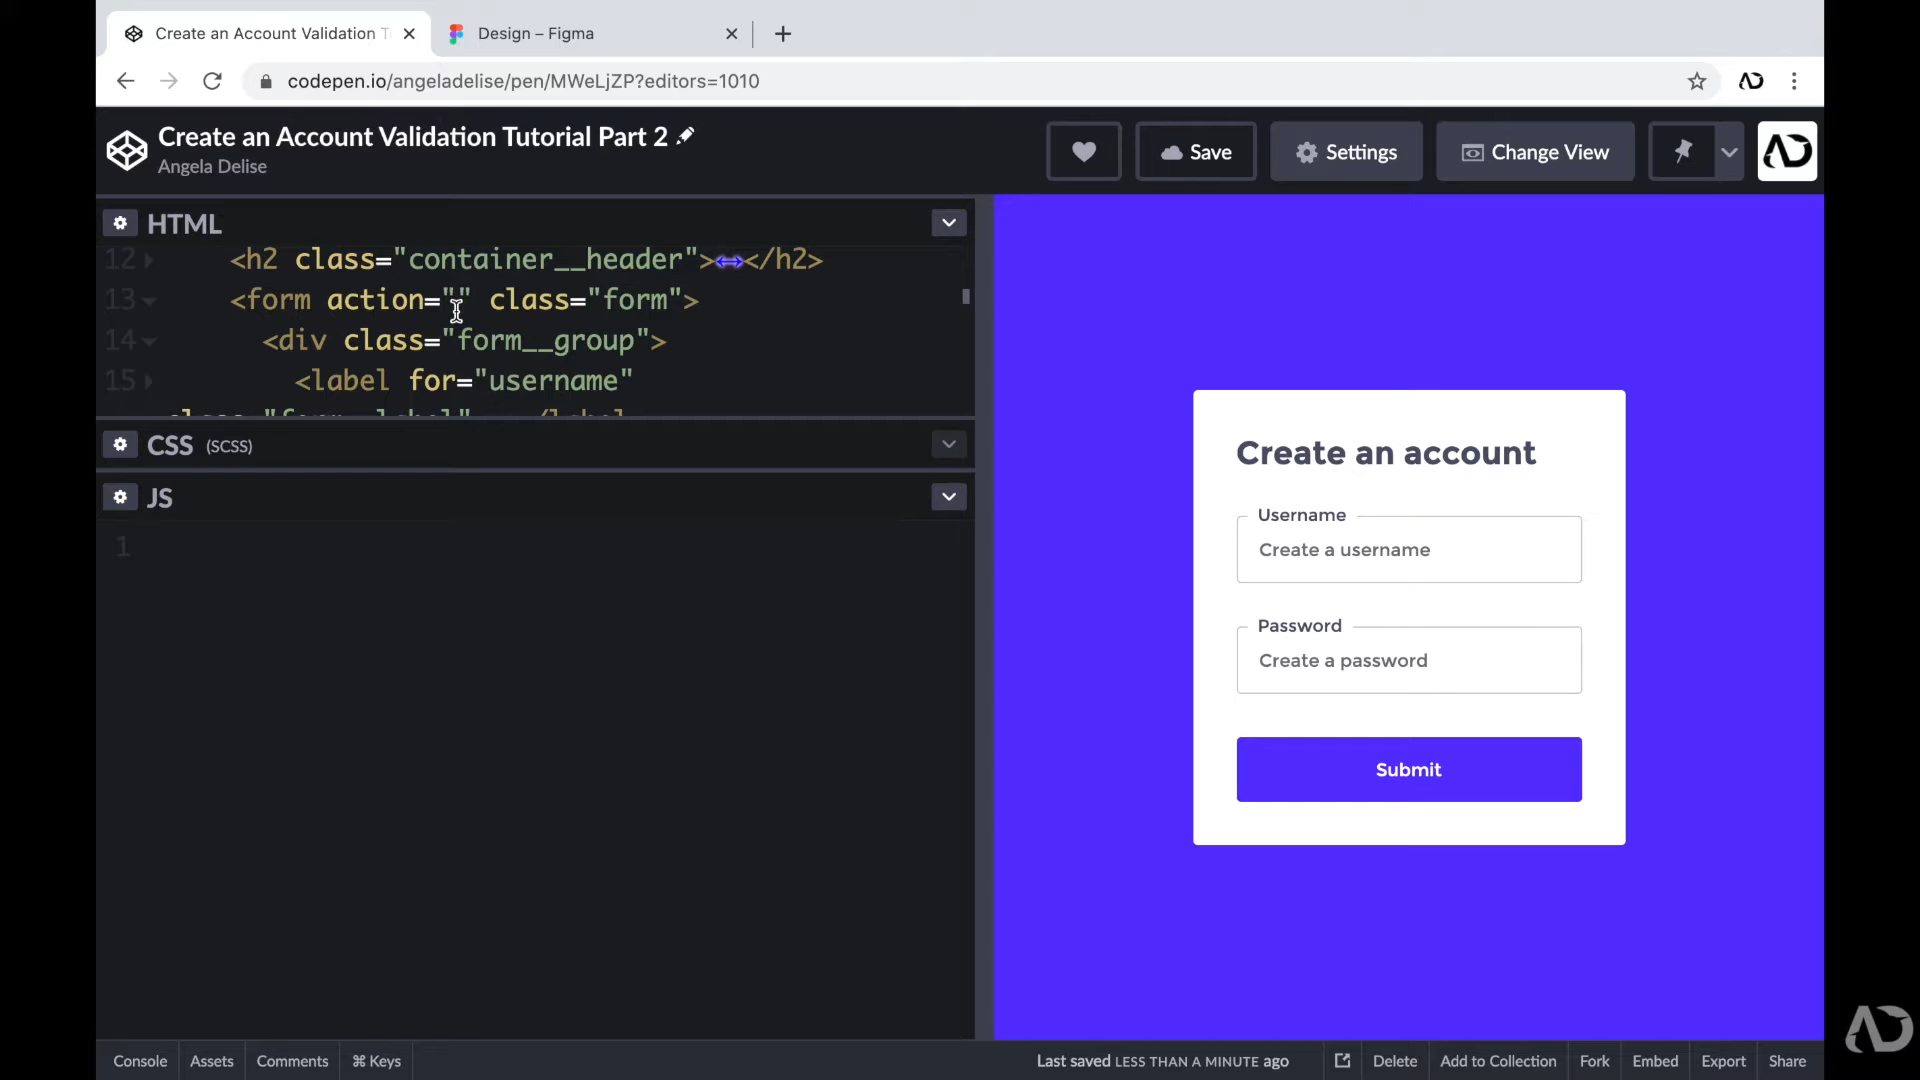 Create an Account Validation T
Design – Figma
codepen.io/angeladelise/pen/MWeLjZP?editors=1010
Create an Account Validation Tutorial Part 2
Angela Delise
Save
Settings
Change View
HTML
12 <h2 class="container__header"></h2>
13 <form action="" class="form">
14 <div class="form__group">
15 <label for="username"
CSS (SCSS)
JS
1
Create an account
Username
Create a username
Password
Create a password
Submit
Console
Assets
Comments
⌘ Keys
Last saved LESS THAN A MINUTE ago
Delete
Add to Collection
Fork
Embed
Export
Share